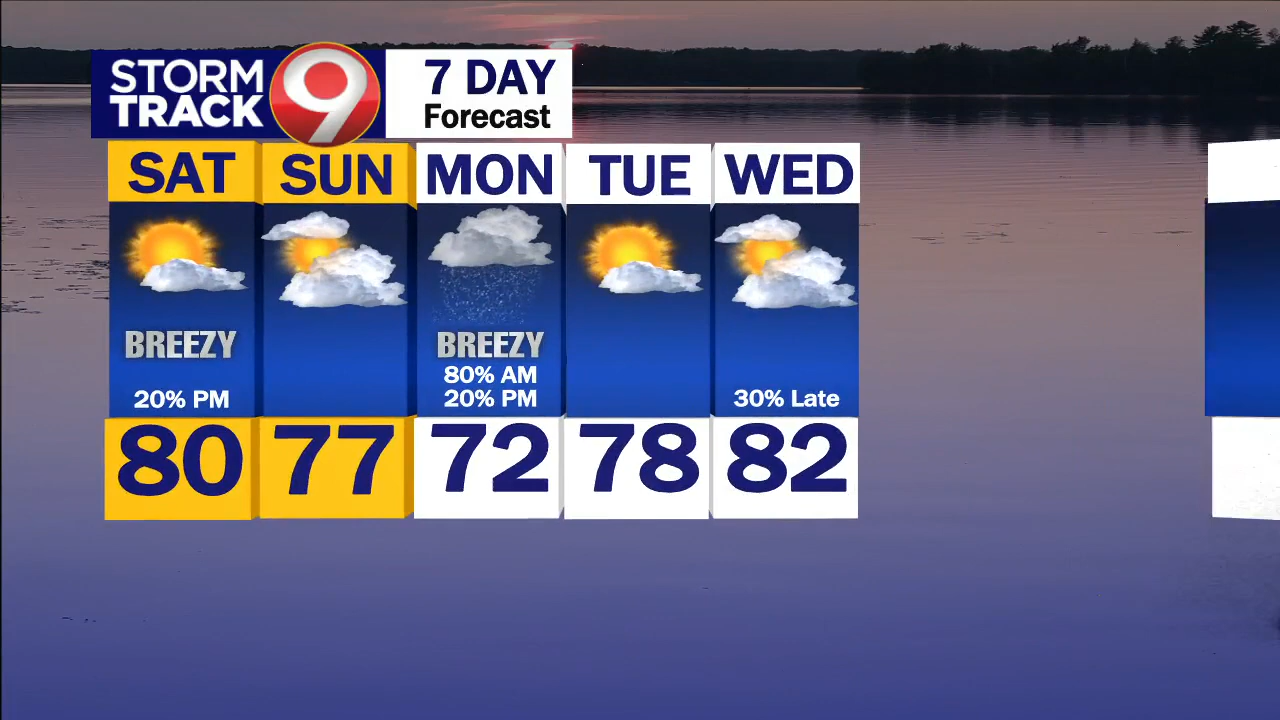 STORM
TRACK 9
7 DAY
Forecast
SAT SUN MON TUE WED
BREEZY BREEZY
80% AM
20% PM 20% PM 30% Late
80 77 72 78 82